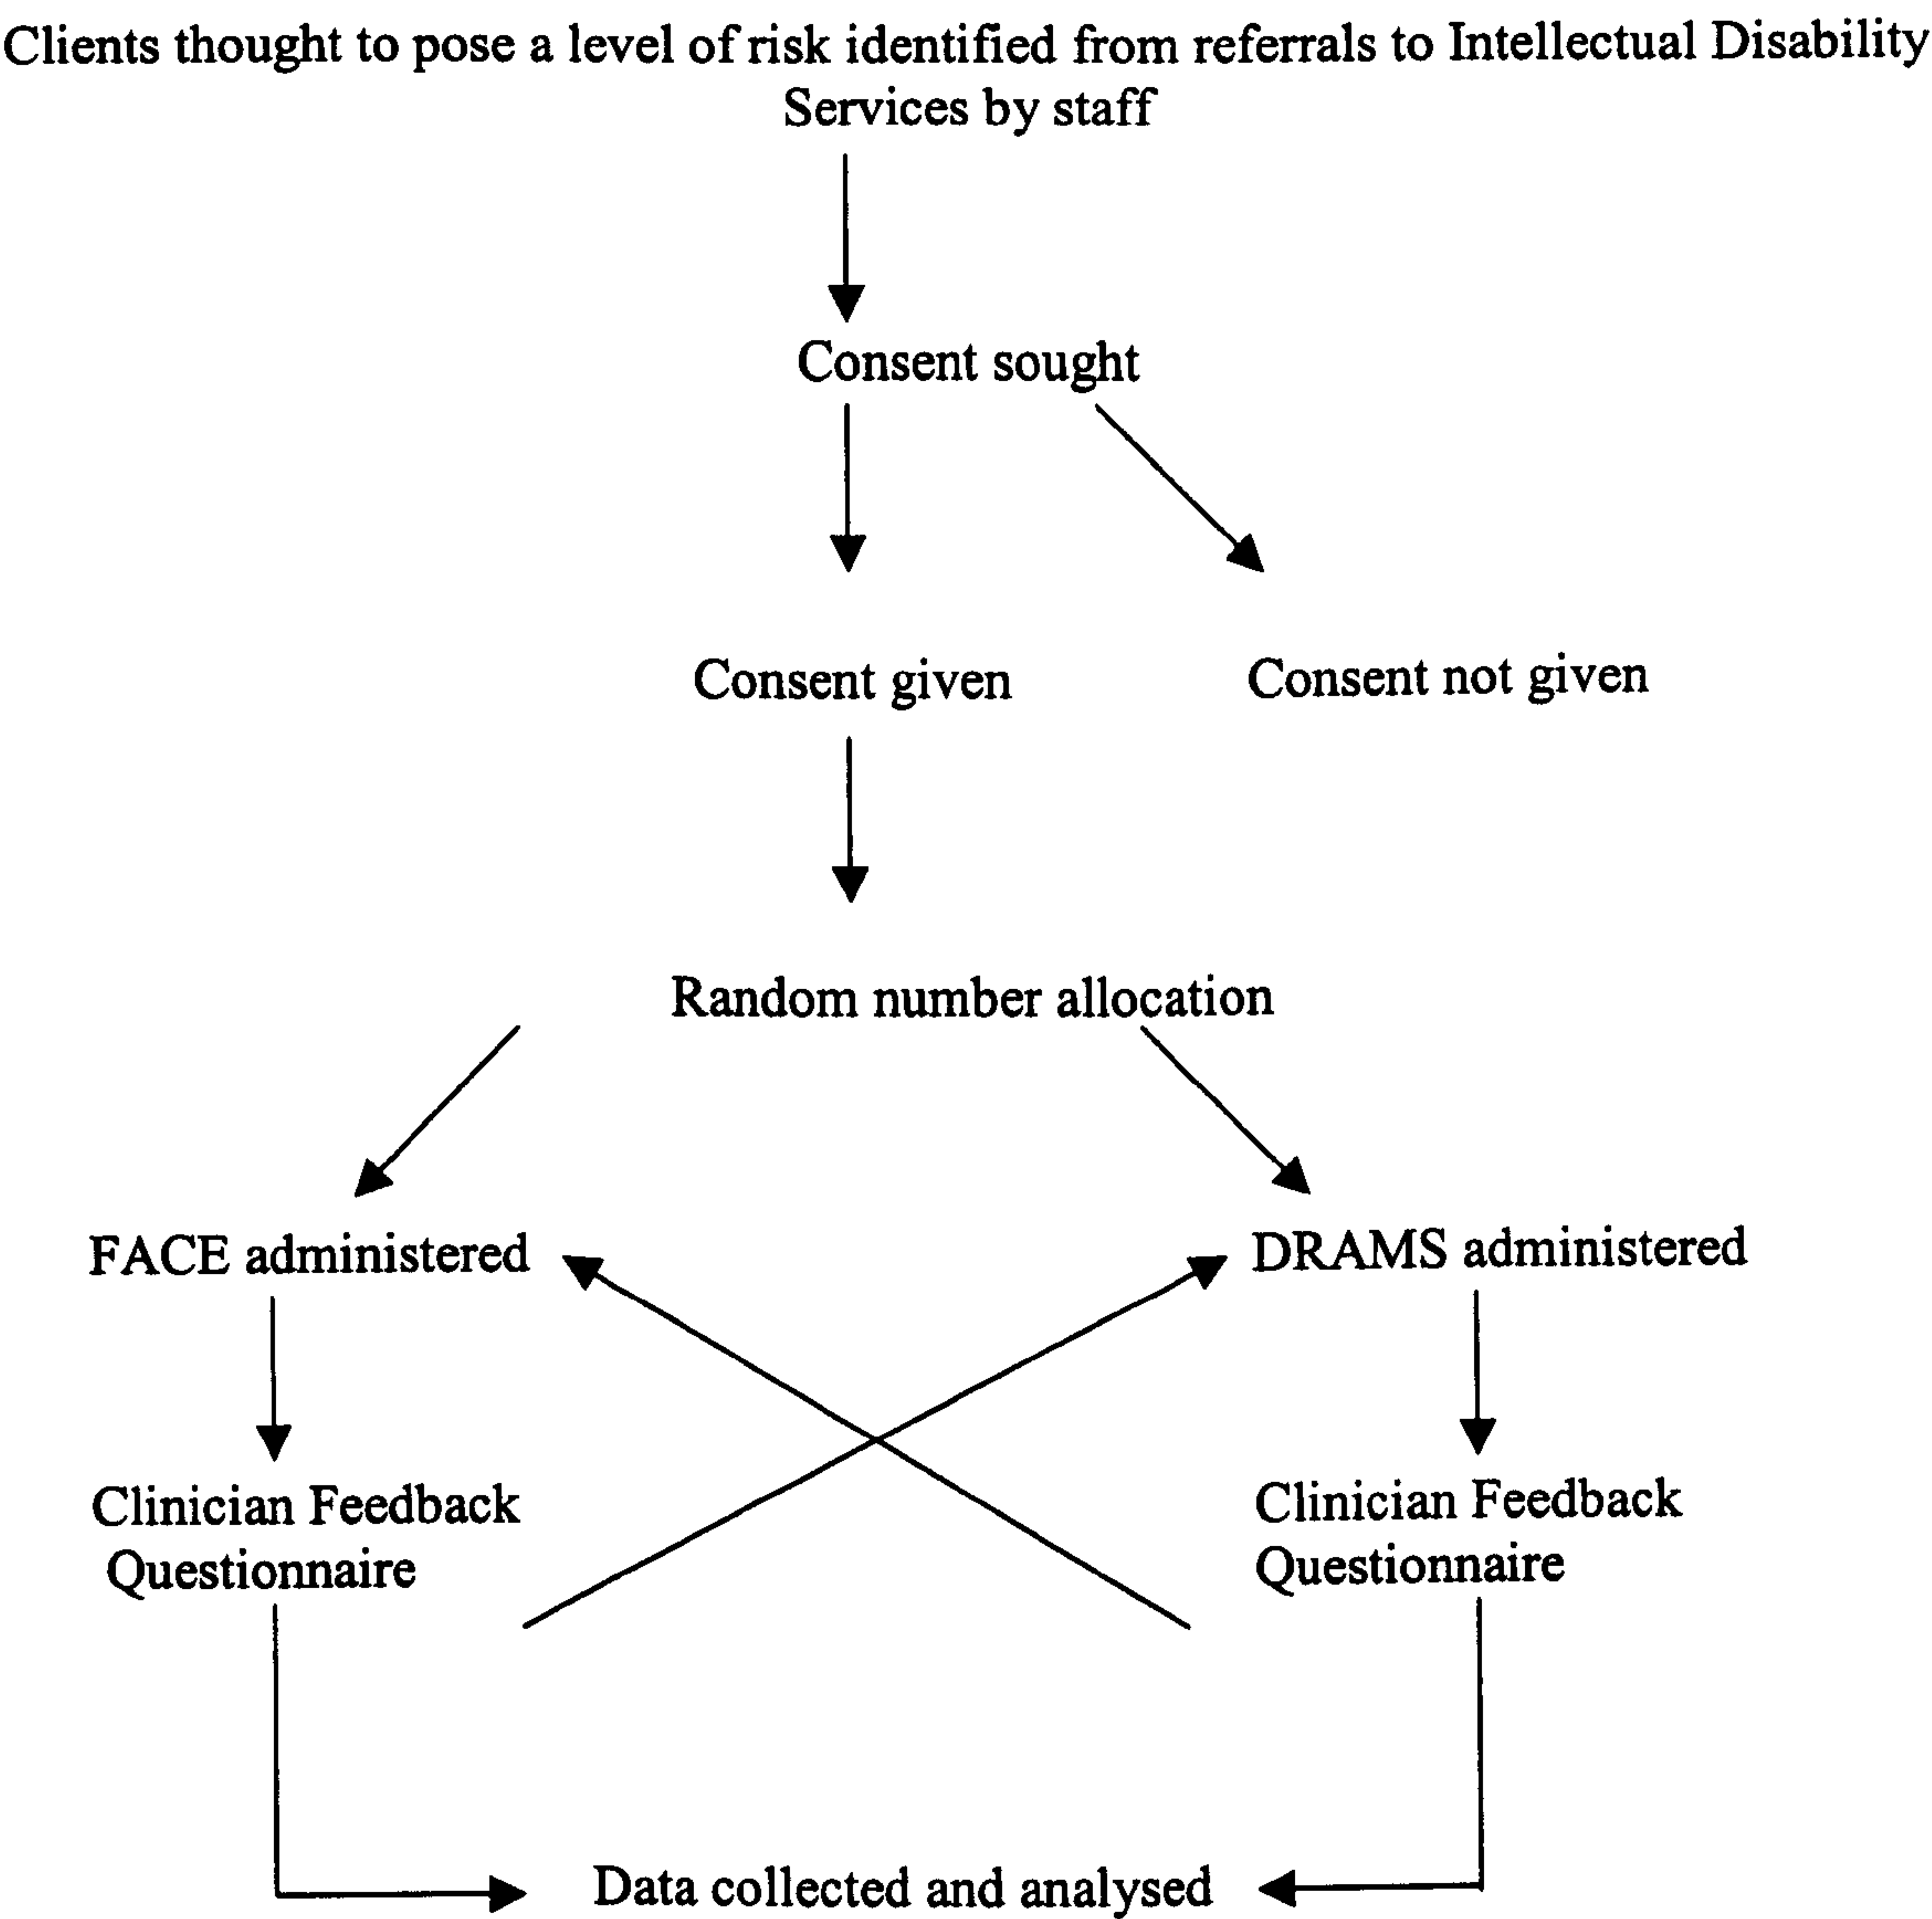 Clients thought to pose a level of risk identified from referrals to Intellectual Disability
Services by staff
Consent sought
Consent given
Consent not given
Random number allocation
FACE administered
DRAMS administered
Clinician Feedback
Questionnaire
Clinician Feedback
Questionnaire
Data collected and analysed